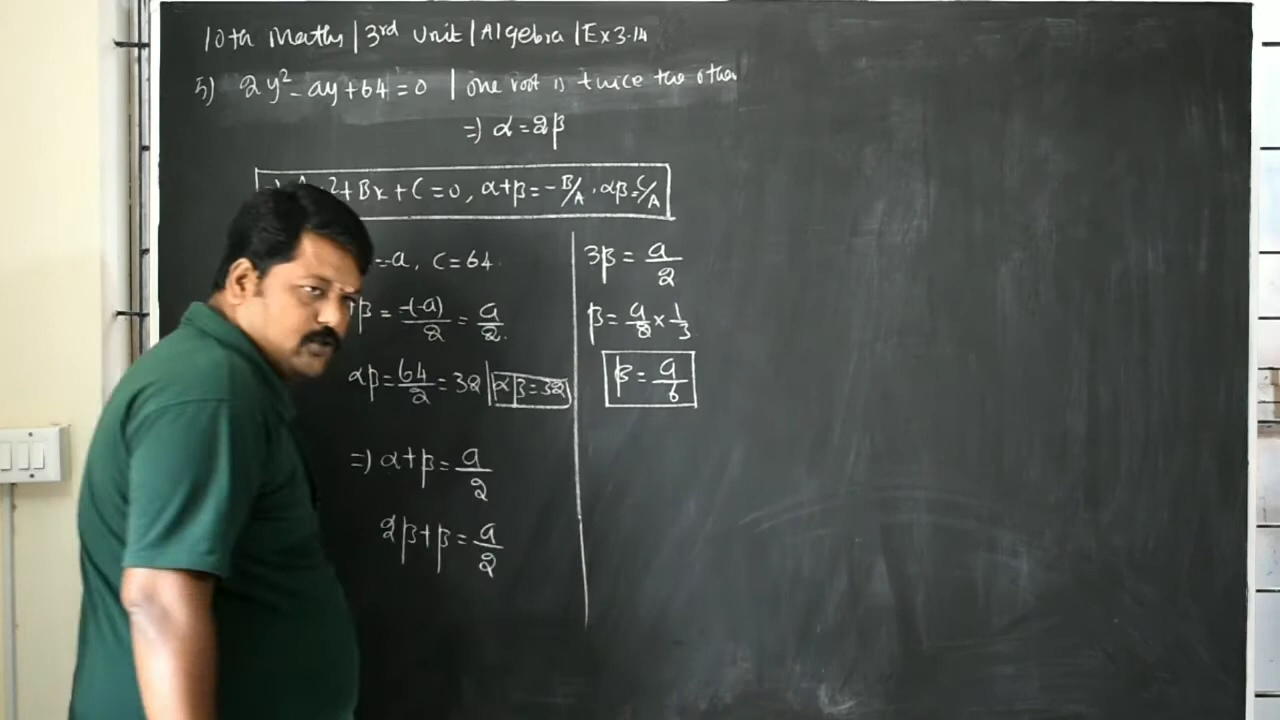 10th Maths | 3rd Unit | Algebra | Ex 3.14
5) 2y² - ay + 64 = 0 | one root is twice the other
=) α = 2β
² + Bx + C = 0, α+β = -B/A, αβ = C/A
= -a, C = 64.
β = -(-a)/2 = a/2.
αβ = 64/2 = 32 | αβ = 32
=) α+β = a/2
2β+β = a/2
3β = a/2
β = a/2 × 1/3
β = a/6